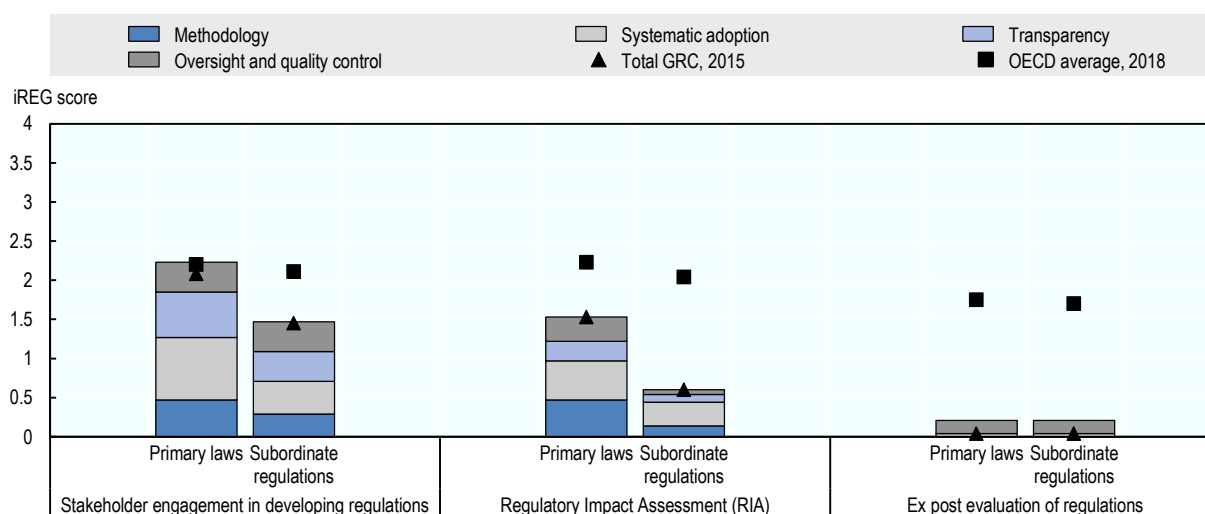 Methodology
Systematic adoption
Transparency
Oversight and quality control
Total GRC, 2015
OECD average, 2018
iREG score
4
3.5
3
2.5
2
1.5
1
0.5
0
Primary laws
Subordinate
regulations
Primary laws
Subordinate
regulations
Primary laws
Subordinate
regulations
Stakeholder engagement in developing regulations
Regulatory Impact Assessment (RIA)
Ex post evaluation of regulations